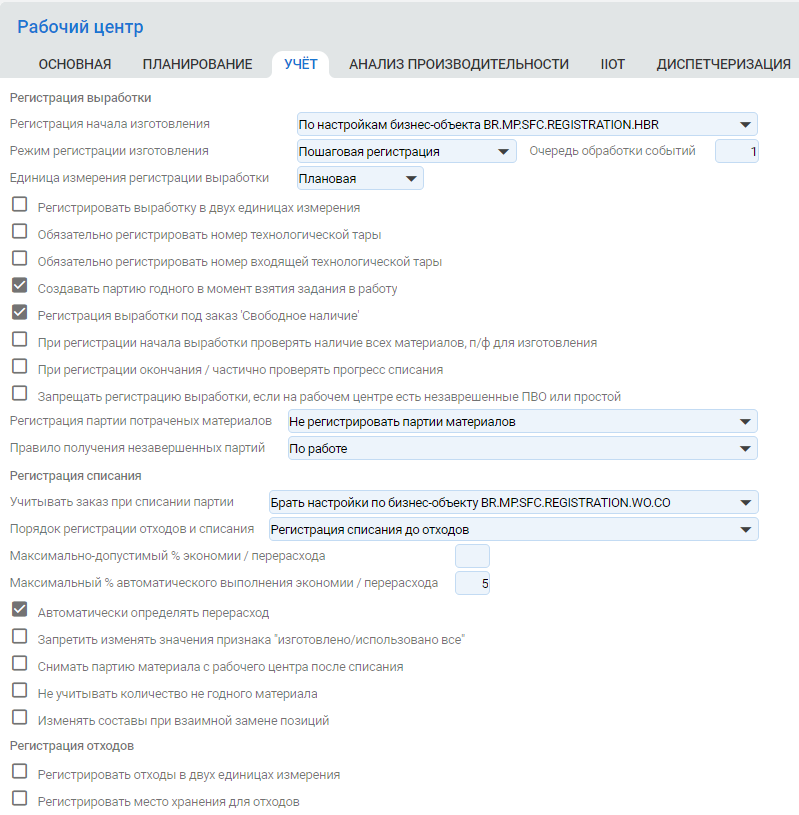 Рабочий центр
ОСНОВНАЯ ПЛАНИРОВАНИЕ УЧЁТ АНАЛИЗ ПРОИЗВОДИТЕЛЬНОСТИ IIOT ДИСПЕТЧЕРИЗАЦИЯ
Регистрация выработки
Регистрация начала изготовления По настройкам бизнес-объекта BR.MP.SFC.REGISTRATION.HBR
Режим регистрации изготовления Пошаговая регистрация Очередь обработки событий 1
Единица измерения регистрации выработки Плановая
Регистрировать выработку в двух единицах измерения
Обязательно регистрировать номер технологической тары
Обязательно регистрировать номер входящей технологической тары
Создавать партию годного в момент взятия задания в работу
Регистрация выработки под заказ 'Свободное наличие'
При регистрации начала выработки проверять наличие всех материалов, п/ф для изготовления
При регистрации окончания / частично проверять прогресс списания
Запрещать регистрацию выработки, если на рабочем центре есть незаврешенные ПВО или простой
Регистрация партии потраченых материалов Не регистрировать партии материалов
Правило получения незавершенных партий По работе
Регистрация списания
Учитывать заказ при списании партии Брать настройки по бизнес-объекту BR.MP.SFC.REGISTRATION.WO.CO
Порядок регистрации отходов и списания Регистрация списания до отходов
Максимально-допустимый % экономии / перерасхода
Максимальный % автоматического выполнения экономии / перерасхода 5
Автоматически определять перерасход
Запретить изменять значения признака "изготовлено/использовано все"
Снимать партию материала с рабочего центра после списания
Не учитывать количество не годного материала
Изменять составы при взаимной замене позиций
Регистрация отходов
Регистрировать отходы в двух единицах измерения
Регистрировать место хранения для отходов